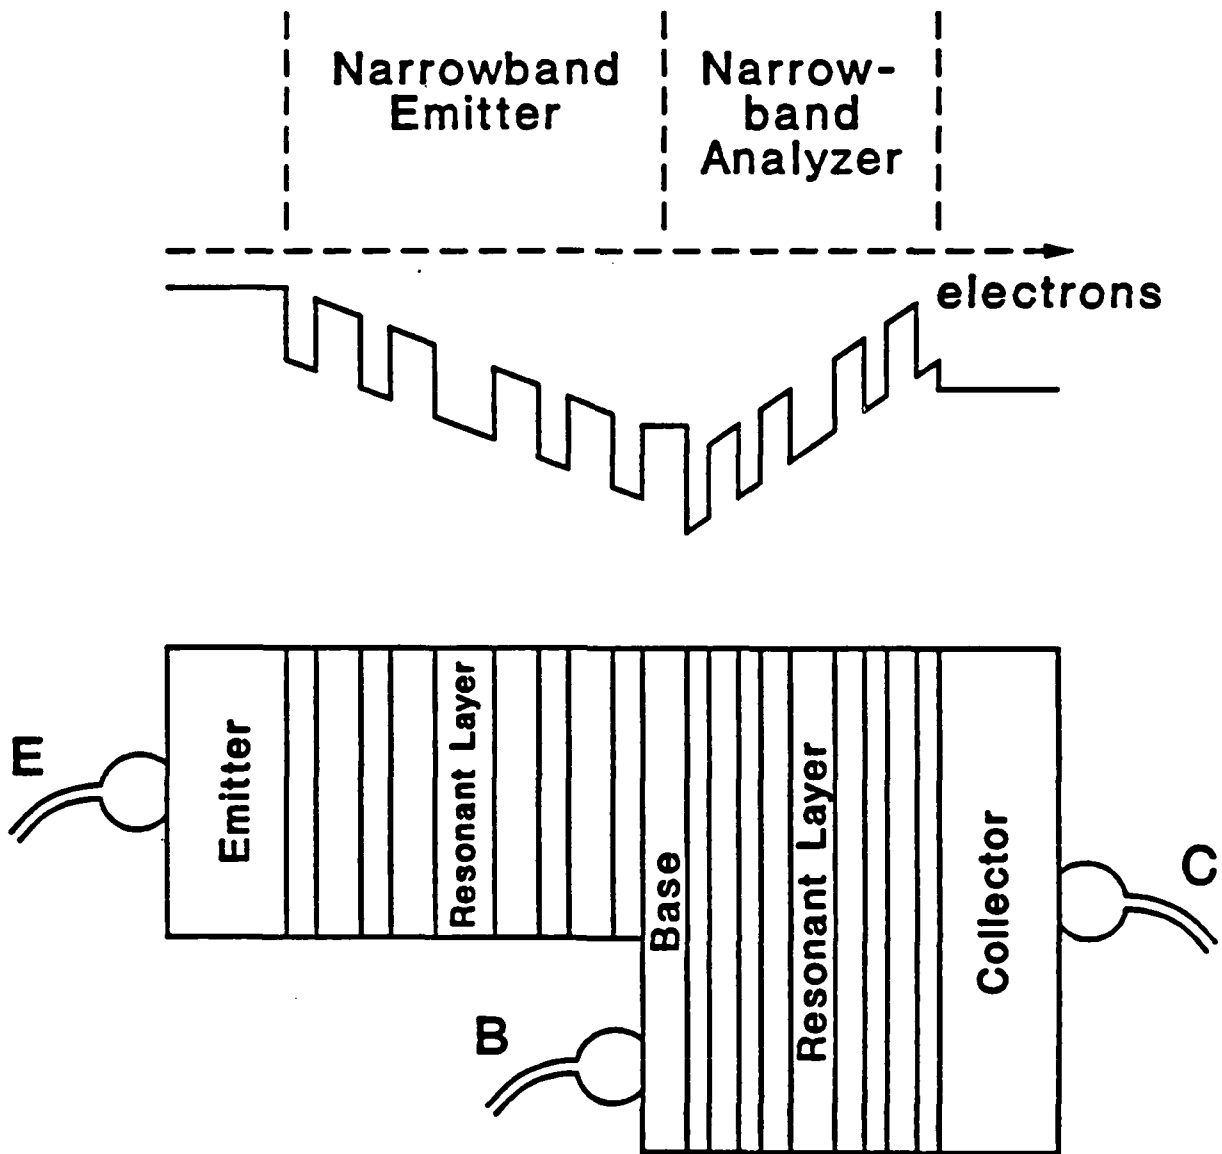 Narrowband
Emitter
Narrow-
band
Analyzer
electrons
E
Emitter
Resonant Layer
Base
Resonant Layer
Collector
C
B